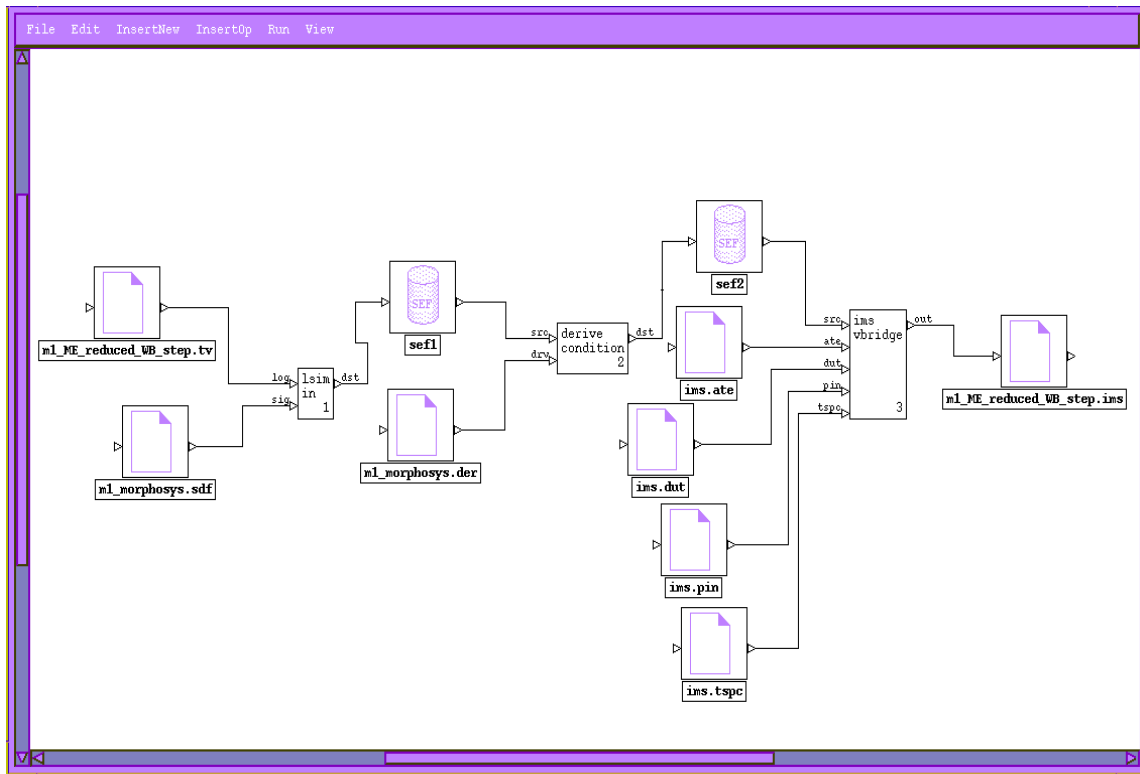 File Edit InsertNew InsertOp Run View
SEF
sef2
SEF
sef1
m1_ME_reduced_WB_step.tv
log
sig
lsim
in
1
dst
m1_morphosys.sdf
m1_morphosys.der
src
drv
derive
condition
2
dst
ims.ate
ims.dut
ims.pin
ims.tspc
src
ate
dut
pin
tspc
ims
vbridge
3
out
m1_ME_reduced_WB_step.ims